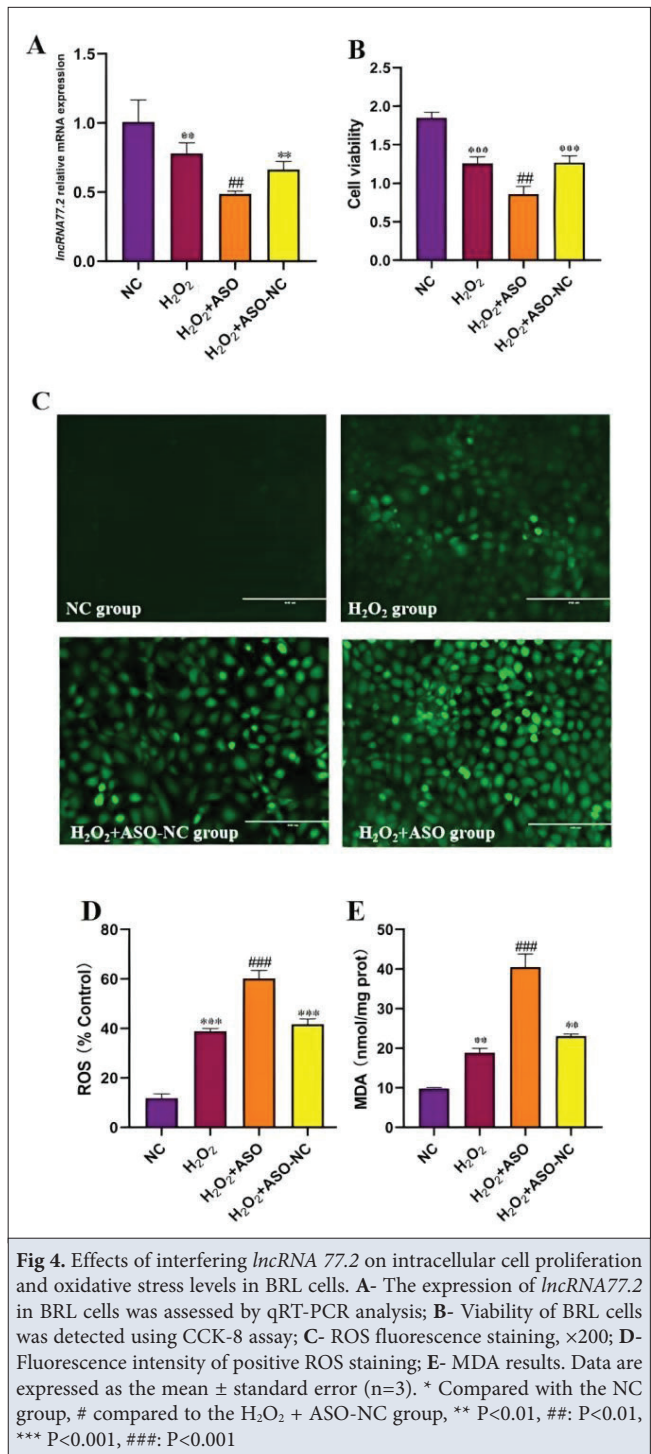 A
lncRNA77.2 relative mRNA expression
1.5
1.0
0.5
0.0
**
##
**
NC
H₂O₂
H₂O₂+ASO
H₂O₂+ASO-NC
B
Cell viability
2.5
2.0
1.5
1.0
0.5
0.0
***
##
***
NC
H₂O₂
H₂O₂+ASO
H₂O₂+ASO-NC
C
NC group
H₂O₂ group
H₂O₂+ASO-NC group
H₂O₂+ASO group
D
ROS (% Control)
80
60
40
20
0
***
###
***
NC
H₂O₂
H₂O₂+ASO
H₂O₂+ASO-NC
E
MDA (nmol/mg prot)
50
40
30
20
10
0
**
###
**
NC
H₂O₂
H₂O₂+ASO
H₂O₂+ASO-NC
Fig 4. Effects of interfering lncRNA 77.2 on intracellular cell proliferation
and oxidative stress levels in BRL cells. A- The expression of lncRNA77.2
in BRL cells was assessed by qRT-PCR analysis; B- Viability of BRL cells
was detected using CCK-8 assay; C- ROS fluorescence staining, ×200; D-
Fluorescence intensity of positive ROS staining; E- MDA results. Data are
expressed as the mean ± standard error (n=3). * Compared with the NC
group, # compared to the H₂O₂ + ASO-NC group, ** P<0.01, ##: P<0.01,
*** P<0.001, ###: P<0.001